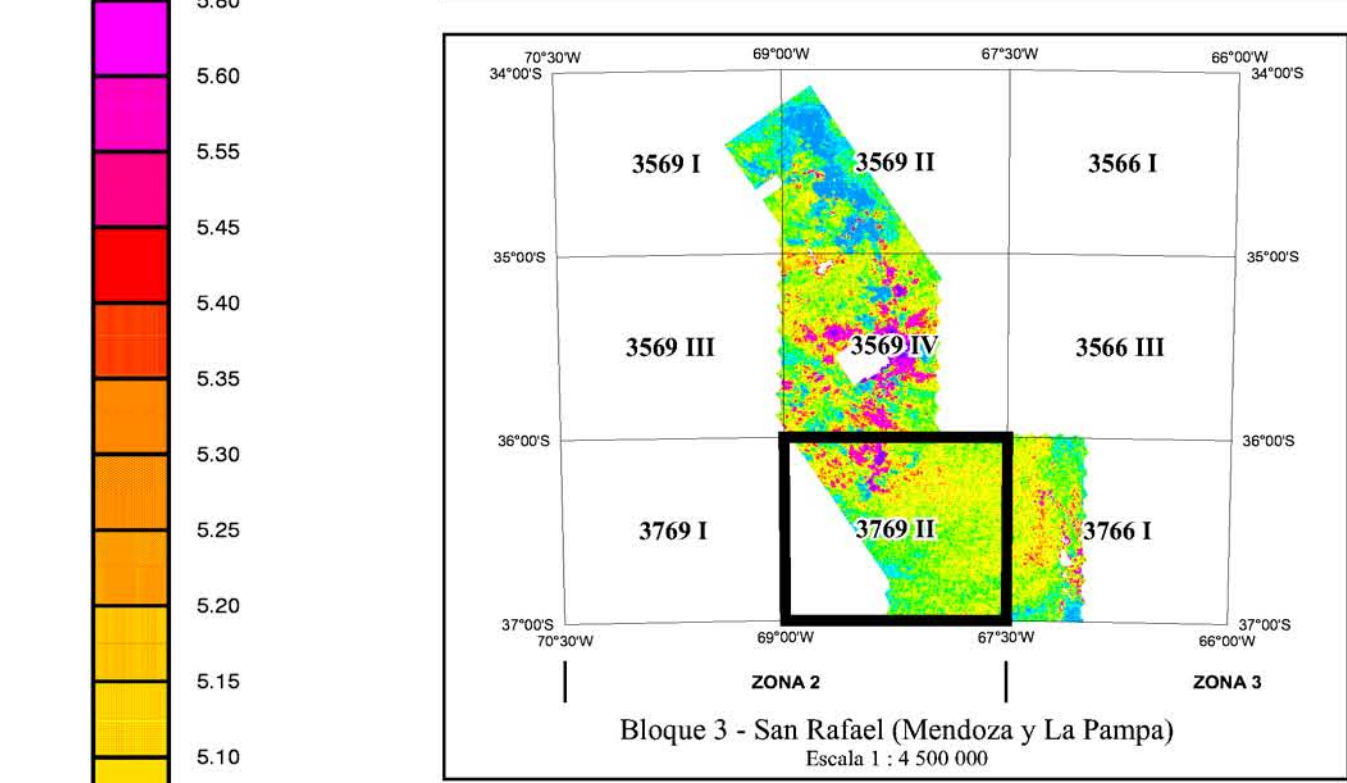 5.80
5.60
5.55
5.45
5.40
5.35
5.30
5.25
5.20
5.15
5.10
70°30'W 69°00'W 67°30'W 66°00'W
34°00'S 34°00'S
3569 I 3569 II 3566 I
35°00'S 35°00'S
3569 III 3569 IV 3566 III
36°00'S 36°00'S
3769 I 3769 II 3766 I
37°00'S 37°00'S
70°30'W 69°00'W 67°30'W 66°00'W
ZONA 2 ZONA 3
Bloque 3 - San Rafael (Mendoza y La Pampa)
Escala 1 : 4 500 000